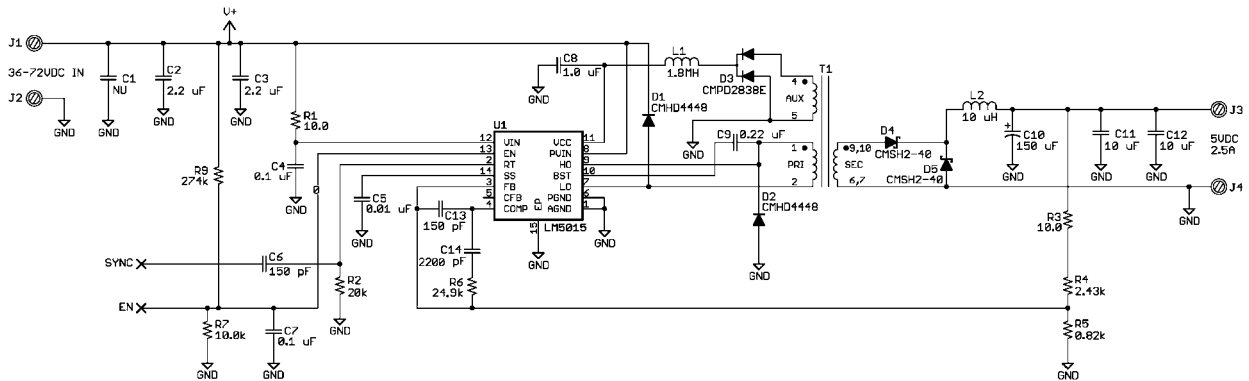 V+
J1
36-72VDC IN
J2
GND
C1
NU
GND
C2
2.2 uF
GND
C3
2.2 uF
GND
R1
10.0
C4
0.1 uF
GND
R9
274k
0
SYNC
C6
150 pF
R2
20k
GND
EN
R7
10.0k
GND
C7
0.1 uF
GND
C5
0.01 uF
GND
U1
12 VIN VCC 11
13 EN PVIN 8
2 RT HO 9
14 SS BST 10
3 FB LO 7
5 CFB PGND 6
4 COMP AGND 1
EP
15
LM5015
GND
GND
C13
150 pF
C14
2200 pF
R6
24.9k
C8
1.0 uF
GND
L1
1.8MH
D3
CMPD2838E
D1
CMHD4448
GND
C9 0.22 uF
D2
CMHD4448
GND
T1
4
AUX
5
1
PRI
2
9,10
SEC
6,7
D4
CMSH2-40
D5
CMSH2-40
L2
10 uH
C10
150 uF
+
GND
C11
10 uF
GND
C12
10 uF
GND
J3
5VDC
2.5A
J4
GND
R3
10.0
R4
2.43k
R5
0.82k
GND